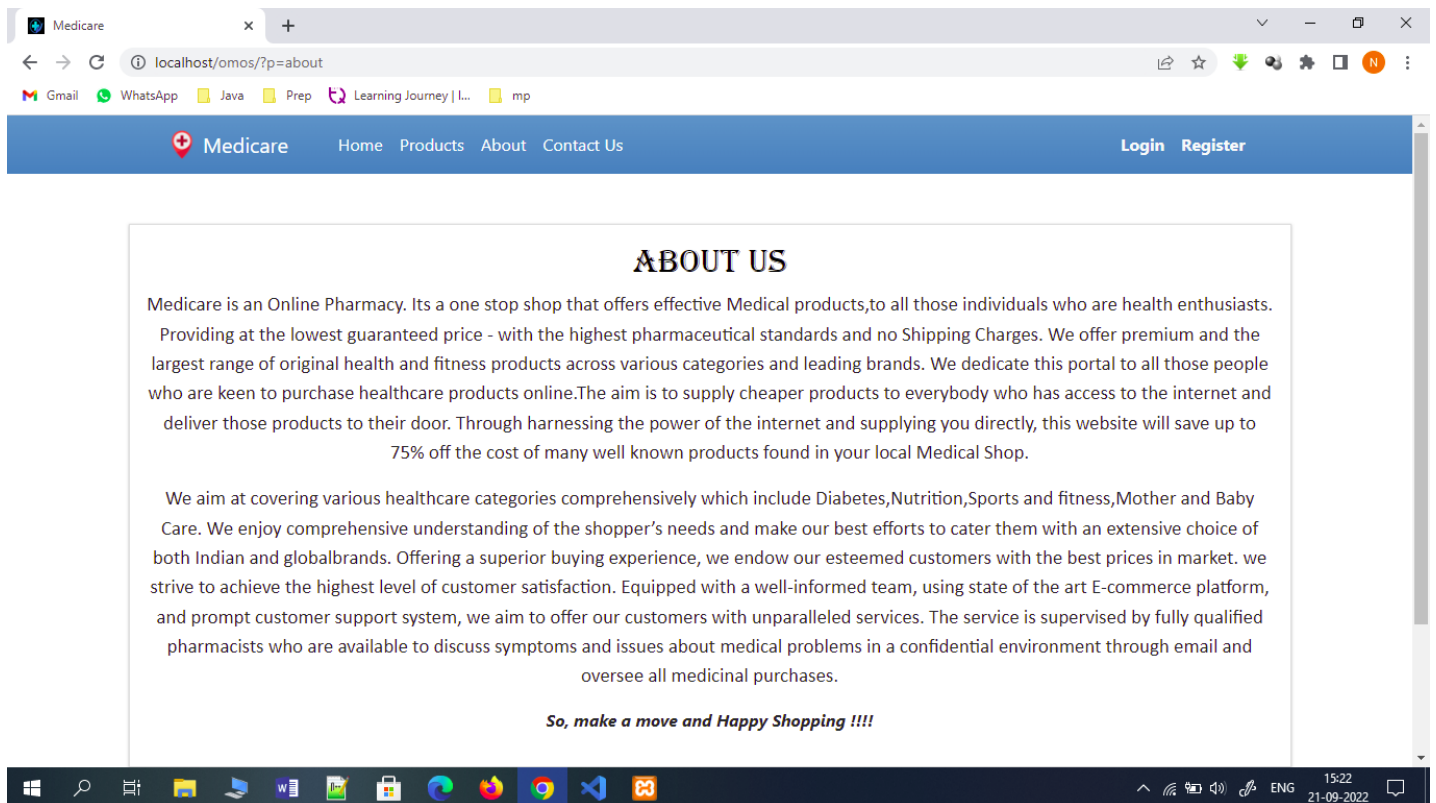 Medicare
localhost/omos/?p=about
N
Gmail WhatsApp Java Prep Learning Journey | I... mp
Medicare Home Products About Contact Us Login Register
ABOUT US
Medicare is an Online Pharmacy. Its a one stop shop that offers effective Medical products,to all those individuals who are health enthusiasts.
Providing at the lowest guaranteed price - with the highest pharmaceutical standards and no Shipping Charges. We offer premium and the
largest range of original health and fitness products across various categories and leading brands. We dedicate this portal to all those people
who are keen to purchase healthcare products online.The aim is to supply cheaper products to everybody who has access to the internet and
deliver those products to their door. Through harnessing the power of the internet and supplying you directly, this website will save up to
75% off the cost of many well known products found in your local Medical Shop.
We aim at covering various healthcare categories comprehensively which include Diabetes,Nutrition,Sports and fitness,Mother and Baby
Care. We enjoy comprehensive understanding of the shopper’s needs and make our best efforts to cater them with an extensive choice of
both Indian and globalbrands. Offering a superior buying experience, we endow our esteemed customers with the best prices in market. we
strive to achieve the highest level of customer satisfaction. Equipped with a well-informed team, using state of the art E-commerce platform,
and prompt customer support system, we aim to offer our customers with unparalleled services. The service is supervised by fully qualified
pharmacists who are available to discuss symptoms and issues about medical problems in a confidential environment through email and
oversee all medicinal purchases.
So, make a move and Happy Shopping !!!!
ENG 15:22
21-09-2022